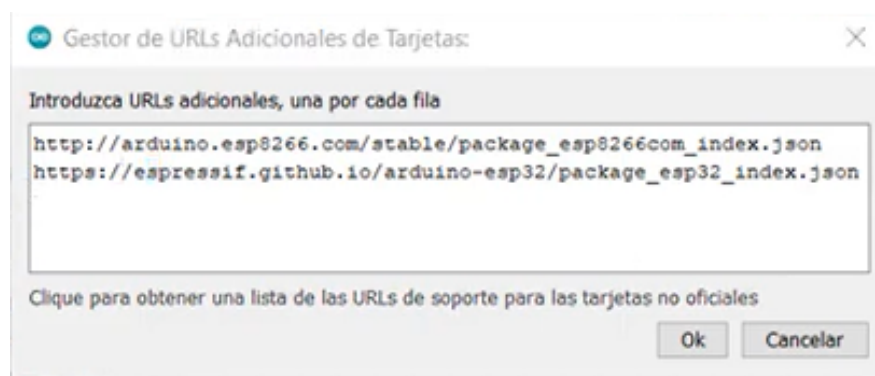 Gestor de URLs Adicionales de Tarjetas:
Introduzca URLs adicionales, una por cada fila
http://arduino.esp8266.com/stable/package_esp8266com_index.json
https://espressif.github.io/arduino-esp32/package_esp32_index.json
Clique para obtener una lista de las URLs de soporte para las tarjetas no oficiales
Ok Cancelar